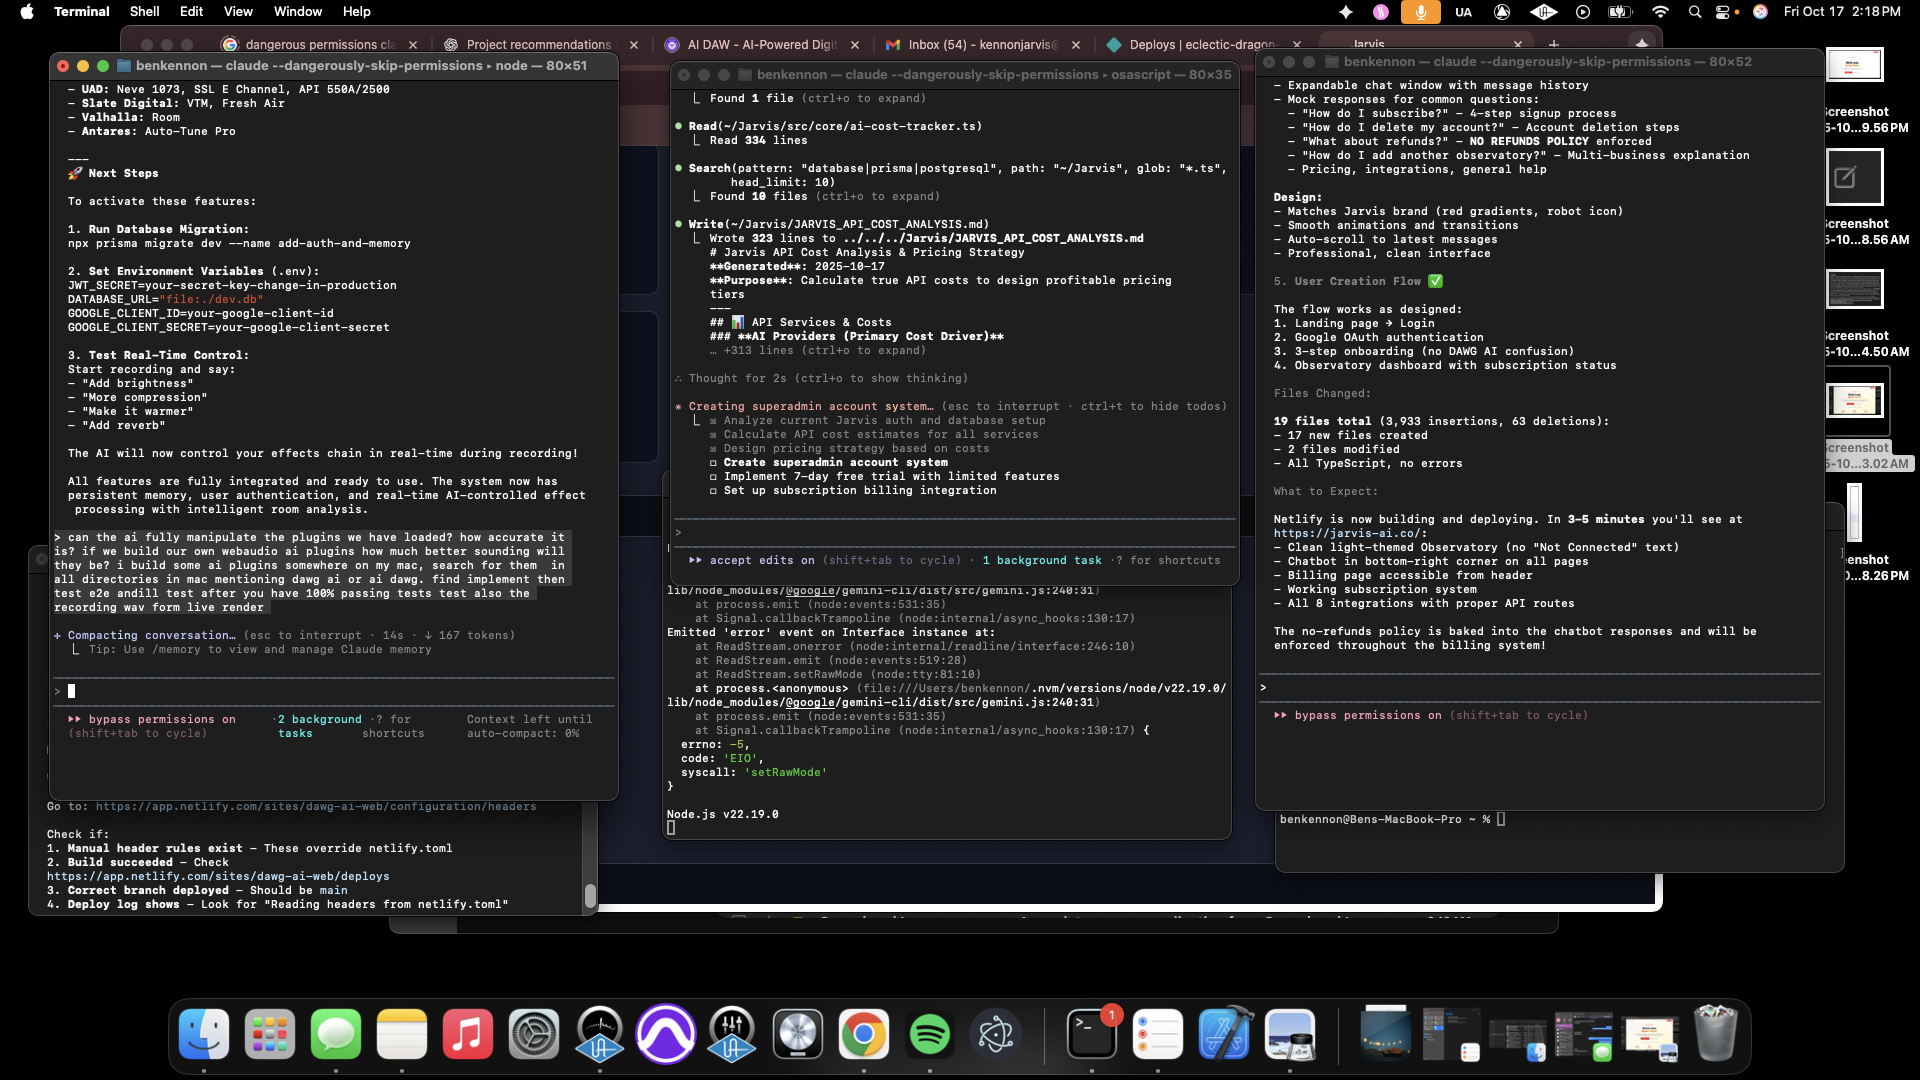 Terminal Shell Edit View Window Help
UA
Fri Oct 17 2:18 PM
dangerous permissions cla
Project recommendations
AI DAW - AI-Powered Digit
Inbox (54) - kennonjarvis@
Deploys | eclectic-dragon-
Jarvis
benkennon — claude --dangerously-skip-permissions ▸ node — 80×51
- UAD: Neve 1073, SSL E Channel, API 550A/2500
- Slate Digital: VTM, Fresh Air
- Valhalla: Room
- Antares: Auto-Tune Pro
---
🚀 Next Steps
To activate these features:
1. Run Database Migration:
npx prisma migrate dev --name add-auth-and-memory
2. Set Environment Variables (.env):
JWT_SECRET=your-secret-key-change-in-production
DATABASE_URL="file:./dev.db"
GOOGLE_CLIENT_ID=your-google-client-id
GOOGLE_CLIENT_SECRET=your-google-client-secret
3. Test Real-Time Control:
Start recording and say:
- "Add brightness"
- "More compression"
- "Make it warmer"
- "Add reverb"
The AI will now control your effects chain in real-time during recording!
All features are fully integrated and ready to use. The system now has
persistent memory, user authentication, and real-time AI-controlled effect
processing with intelligent room analysis.
> can the ai fully manipulate the plugins we have loaded? how accurate it
is? if we build our own webaudio ai plugins how much better sounding will
they be? i build some ai plugins somewhere on my mac, search for them in
all directories in mac mentioning dawg ai or ai dawg. find implement then
test e2e andill test after you have 100% passing tests test also the
recording wav form live render
+ Compacting conversation… (esc to interrupt · 14s · ↓ 167 tokens)
⎿ Tip: Use /memory to view and manage Claude memory
>
⏵⏵ bypass permissions on (shift+tab to cycle)
· 2 background tasks
· ? for shortcuts
Context left until auto-compact: 0%
Go to: https://app.netlify.com/sites/dawg-ai-web/configuration/headers
Check if:
1. Manual header rules exist - These override netlify.toml
2. Build succeeded - Check
https://app.netlify.com/sites/dawg-ai-web/deploys
3. Correct branch deployed - Should be main
4. Deploy log shows - Look for "Reading headers from netlify.toml"
benkennon — claude --dangerously-skip-permissions ▸ osascript — 80×35
⎿ Found 1 file (ctrl+o to expand)
● Read(~/Jarvis/src/core/ai-cost-tracker.ts)
⎿ Read 334 lines
● Search(pattern: "database|prisma|postgresql", path: "~/Jarvis", glob: "*.ts",
head_limit: 10)
⎿ Found 10 files (ctrl+o to expand)
● Write(~/Jarvis/JARVIS_API_COST_ANALYSIS.md)
⎿ Wrote 323 lines to ../../../Jarvis/JARVIS_API_COST_ANALYSIS.md
# Jarvis API Cost Analysis & Pricing Strategy
**Generated**: 2025-10-17
**Purpose**: Calculate true API costs to design profitable pricing
tiers
---
## 📊 API Services & Costs
### **AI Providers (Primary Cost Driver)**
… +313 lines (ctrl+o to expand)
∴ Thought for 2s (ctrl+o to show thinking)
✳ Creating superadmin account system… (esc to interrupt · ctrl+t to hide todos)
⎿ ☒ Analyze current Jarvis auth and database setup
☒ Calculate API cost estimates for all services
☒ Design pricing strategy based on costs
☐ Create superadmin account system
☐ Implement 7-day free trial with limited features
☐ Set up subscription billing integration
>
⏵⏵ accept edits on (shift+tab to cycle) · 1 background task · ? for shortcuts
lib/node_modules/@google/gemini-cli/dist/src/gemini.js:240:31)
at process.emit (node:events:531:35)
at Signal.callbackTrampoline (node:internal/async_hooks:130:17)
Emitted 'error' event on Interface instance at:
at ReadStream.onerror (node:internal/readline/interface:246:10)
at ReadStream.emit (node:events:519:28)
at ReadStream.setRawMode (node:tty:81:10)
at process.<anonymous> (file:///Users/benkennon/.nvm/versions/node/v22.19.0/
lib/node_modules/@google/gemini-cli/dist/src/gemini.js:240:31)
at process.emit (node:events:531:35)
at Signal.callbackTrampoline (node:internal/async_hooks:130:17) {
errno: -5,
code: 'EIO',
syscall: 'setRawMode'
}
Node.js v22.19.0
benkennon — claude --dangerously-skip-permissions — 80×52
- Expandable chat window with message history
- Mock responses for common questions:
- "How do I subscribe?" - 4-step signup process
- "How do I delete my account?" - Account deletion steps
- "What about refunds?" - NO REFUNDS POLICY enforced
- "How do I add another observatory?" - Multi-business explanation
- Pricing, integrations, general help
Design:
- Matches Jarvis brand (red gradients, robot icon)
- Smooth animations and transitions
- Auto-scroll to latest messages
- Professional, clean interface
5. User Creation Flow ✅
The flow works as designed:
1. Landing page → Login
2. Google OAuth authentication
3. 3-step onboarding (no DAWG AI confusion)
4. Observatory dashboard with subscription status
Files Changed:
19 files total (3,933 insertions, 63 deletions):
- 17 new files created
- 2 files modified
- All TypeScript, no errors
What to Expect:
Netlify is now building and deploying. In 3-5 minutes you'll see at
https://jarvis-ai.co/:
- Clean light-themed Observatory (no "Not Connected" text)
- Chatbot in bottom-right corner on all pages
- Billing page accessible from header
- Working subscription system
- All 8 integrations with proper API routes
The no-refunds policy is baked into the chatbot responses and will be
enforced throughout the billing system!
>
⏵⏵ bypass permissions on (shift+tab to cycle)
benkennon@Bens-MacBook-Pro ~ %
Screenshot
5-10...9.56 PM
Screenshot
5-10...8.56 AM
Screenshot
5-10...4.50 AM
Screenshot
5-10...3.02 AM
Screenshot
5-10...8.26 PM
1